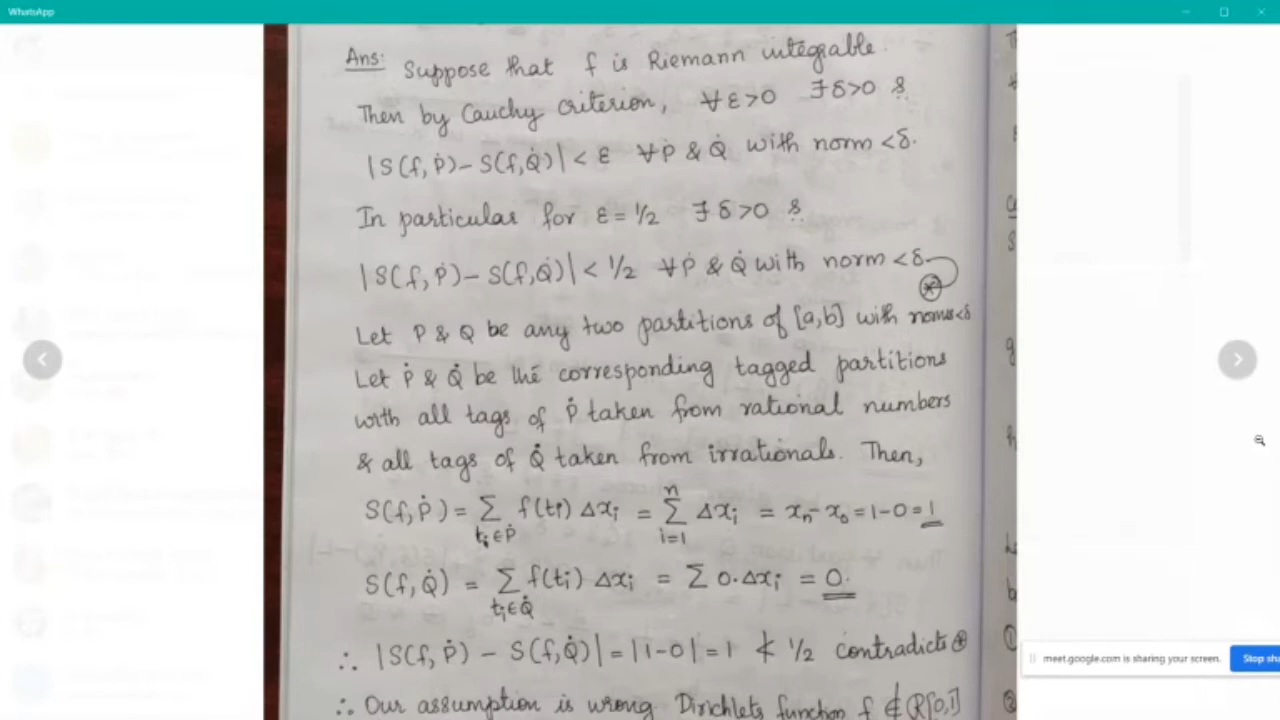 WhatsApp
Ans: Suppose that f is Riemann integrable.
Then by Cauchy criterion, ∀ε>0 ∃δ>0 s.
|S(f,Ṗ)-S(f,Q̇)| < ε ∀Ṗ & Q̇ with norm <δ.
In particular for ε=1/2 ∃δ>0 s.
|S(f,Ṗ)-S(f,Q̇)| < 1/2 ∀Ṗ & Q̇ with norm <δ
⊛
Let P & Q be any two partitions of [a,b] with norms<δ
Let Ṗ & Q̇ be the corresponding tagged partitions
with all tags of Ṗ taken from rational numbers
& all tags of Q̇ taken from irrationals. Then,
S(f,Ṗ) = ∑ f(ti) Δxi = ∑ Δxi = xn-x0 = 1-0 = 1
ti∈Ṗ n i=1
S(f,Q̇) = ∑ f(ti) Δxi = ∑ 0.Δxi = 0.
ti∈Q̇
∴ |S(f,Ṗ) - S(f,Q̇)| = |1-0| = 1 ≮ 1/2 contradicts ⊛
∴ Our assumption is wrong Dirichlets function f ∉ R[0,1]
meet.google.com is sharing your screen.
Stop sha